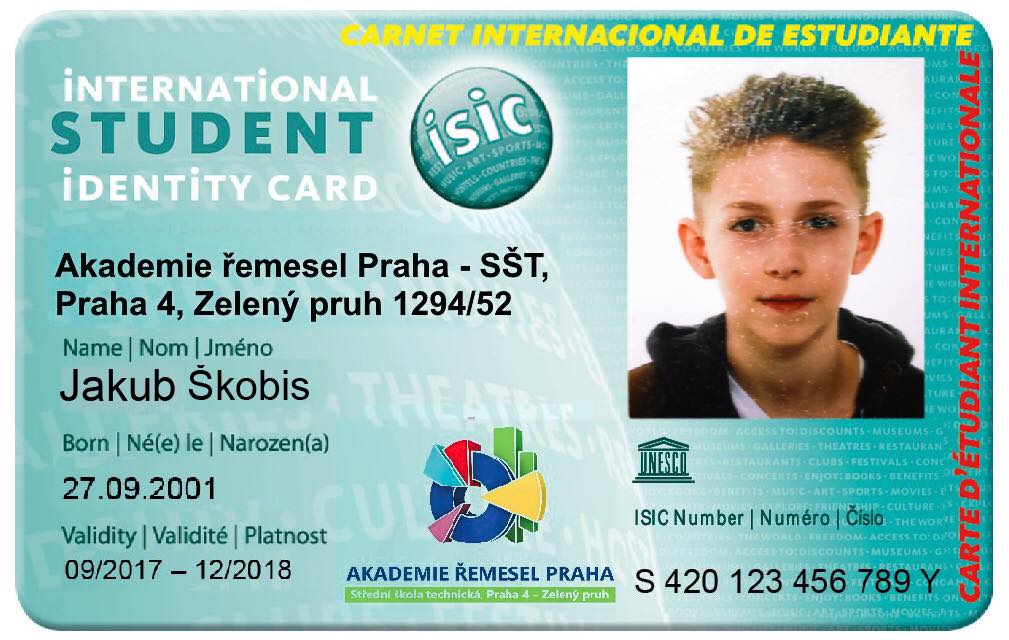 CARNET INTERNACIONAL DE ESTUDIANTE
iNTERNATiONAL
STUDENT
iDENTiTY CARD
isic
Akademie řemesel Praha - SŠT,
Praha 4, Zelený pruh 1294/52
Name | Nom | Jméno
Jakub Škobis
Born | Né(e) le | Narozen(a)
27.09.2001
Validity | Validité | Platnost
09/2017 – 12/2018
AKADEMIE ŘEMESEL PRAHA
Střední škola technická, Praha 4 – Zelený pruh
UNESCO
ISIC Number | Numéro | Číslo
S 420 123 456 789 Y
CARTE D'ÉTUDIANT INTERNATIONALE